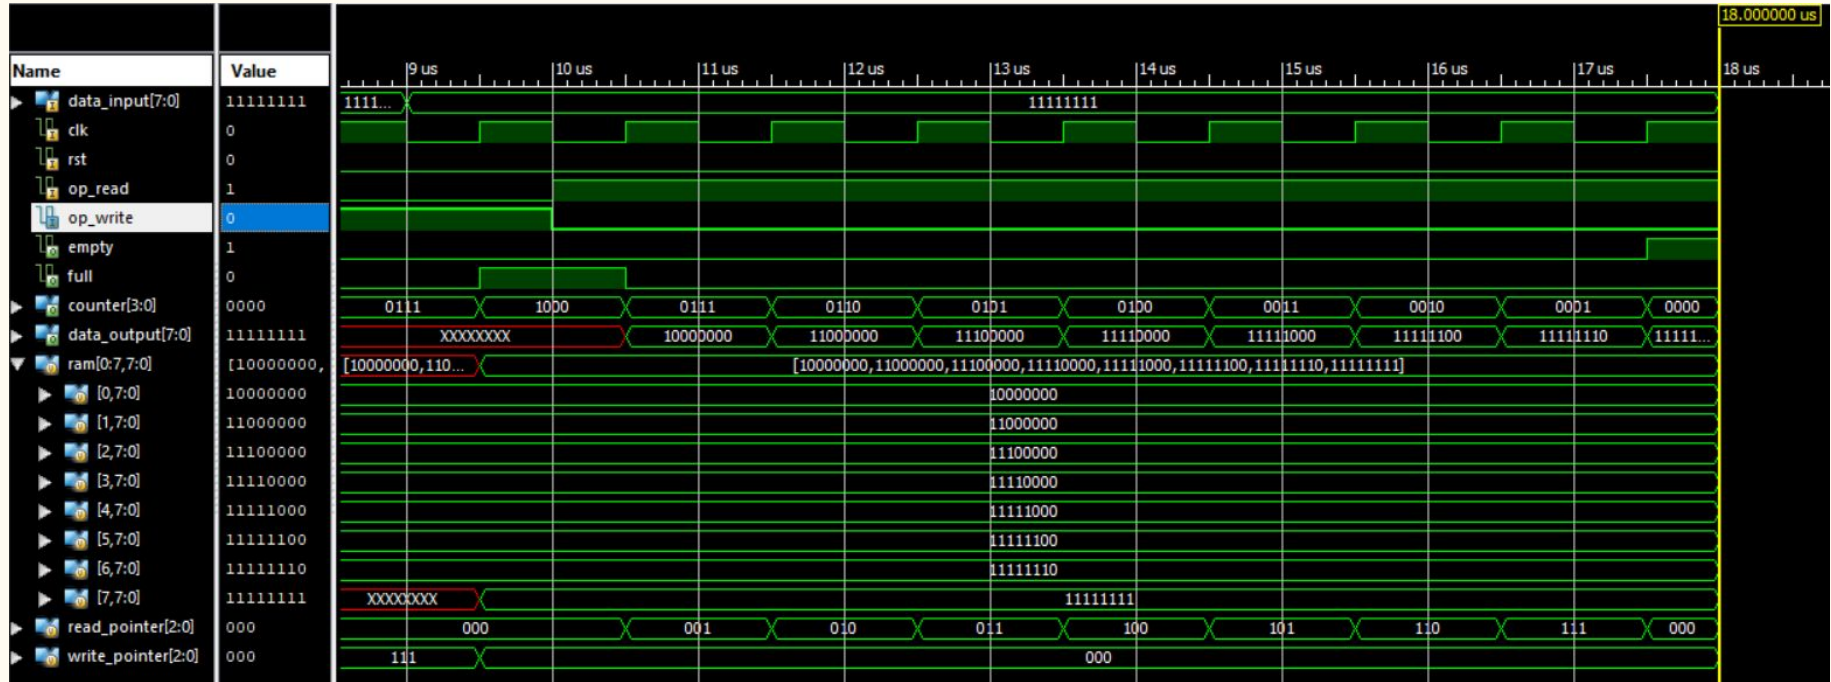 18.000000 us
Name Value 9 us 10 us 11 us 12 us 13 us 14 us 15 us 16 us 17 us 18 us
data_input[7:0] 11111111 1111... 11111111
clk 0
rst 0
op_read 1
op_write 0
empty 1
full 0
counter[3:0] 0000 0111 1000 0111 0110 0101 0100 0011 0010 0001 0000
data_output[7:0] 11111111 XXXXXXXX 10000000 11000000 11100000 11110000 11111000 11111100 11111110 11111...
ram[0:7,7:0] [10000000, [10000000,110... [10000000,11000000,11100000,11110000,11111000,11111100,11111110,11111111]
[0,7:0] 10000000 10000000
[1,7:0] 11000000 11000000
[2,7:0] 11100000 11100000
[3,7:0] 11110000 11110000
[4,7:0] 11111000 11111000
[5,7:0] 11111100 11111100
[6,7:0] 11111110 11111110
[7,7:0] 11111111 XXXXXXXX 11111111
read_pointer[2:0] 000 000 001 010 011 100 101 110 111 000
write_pointer[2:0] 000 111 000